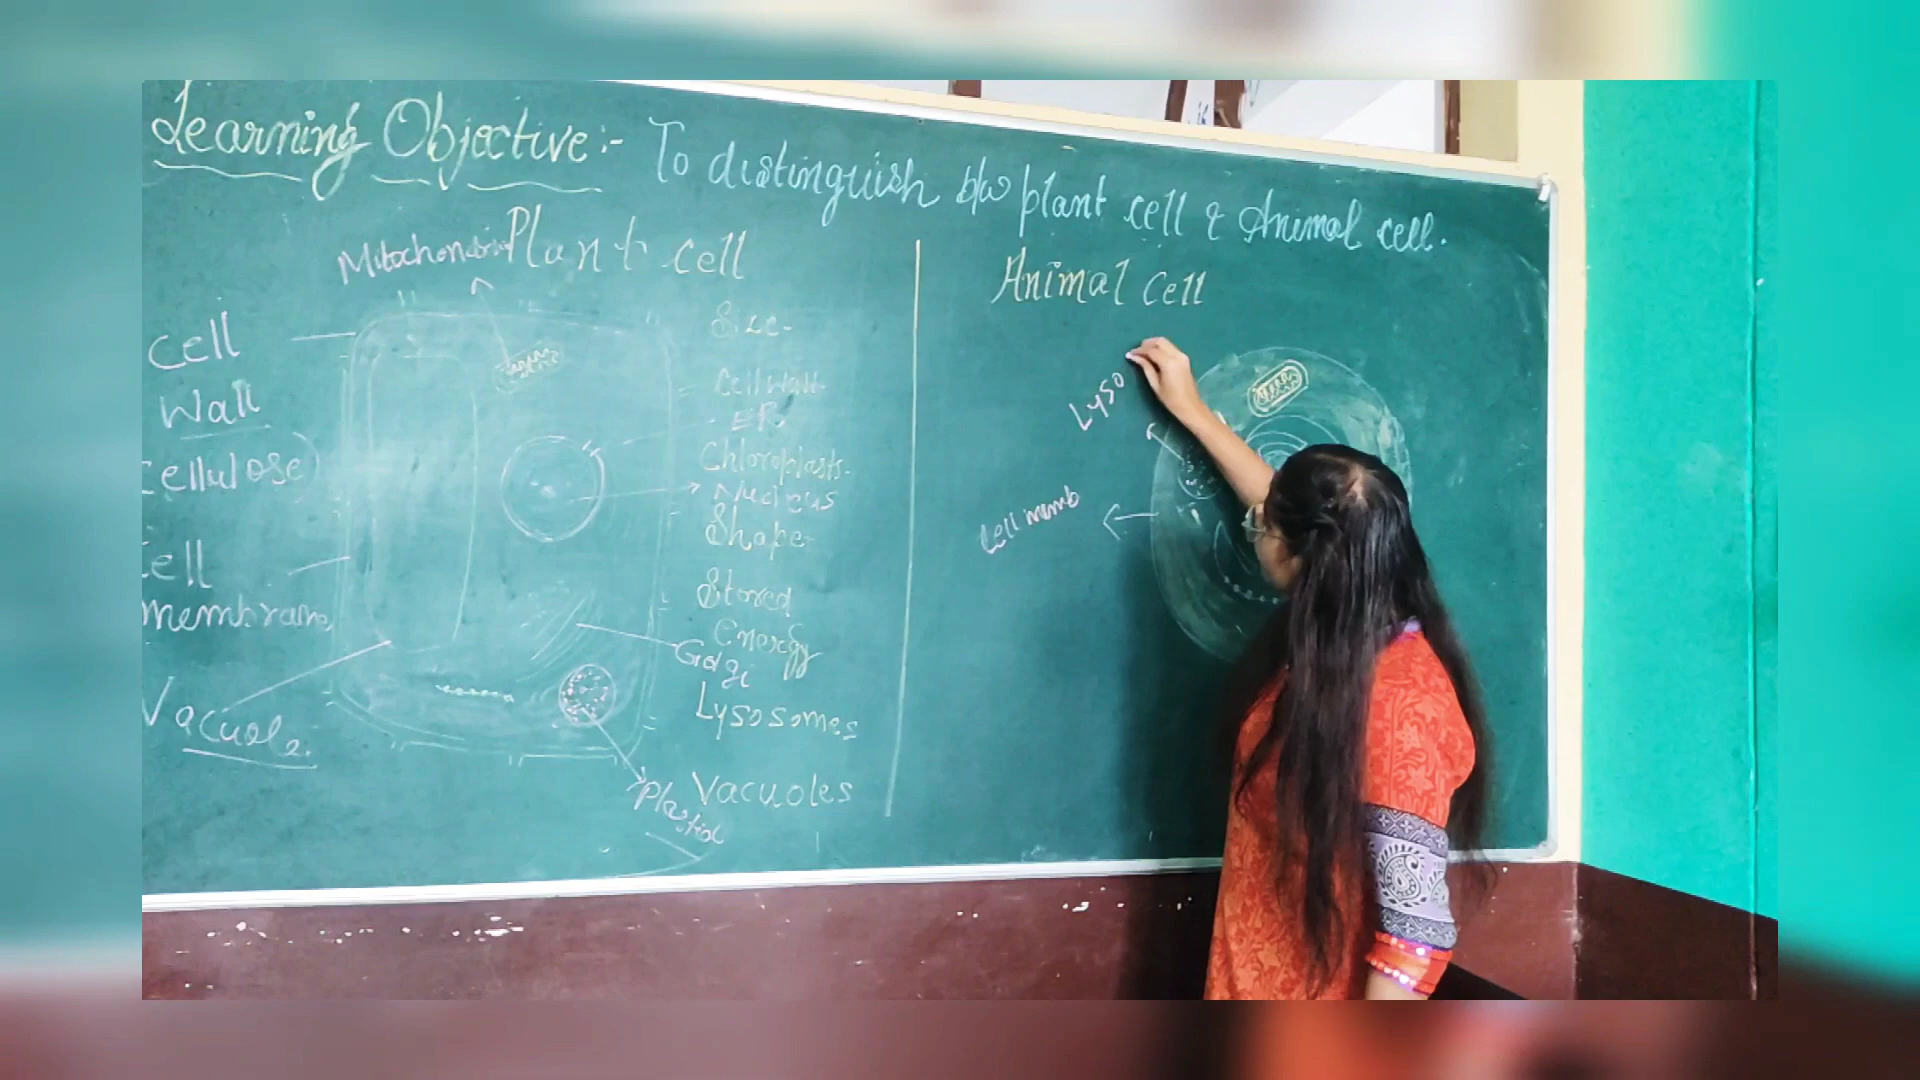 Learning Objective:- To distinguish b/w plant cell & Animal cell.
Mitochondria
Plant cell
Cell
Wall
cellulose)
Cell
membrane
Vacuole.
Size-
Cell wall-
ER
Chloroplasts-
Nucleus
Shape-
Stored
energy
Golgi
Lysosomes
Vacuoles
Plastid
Animal cell
Lyso
Cell memb